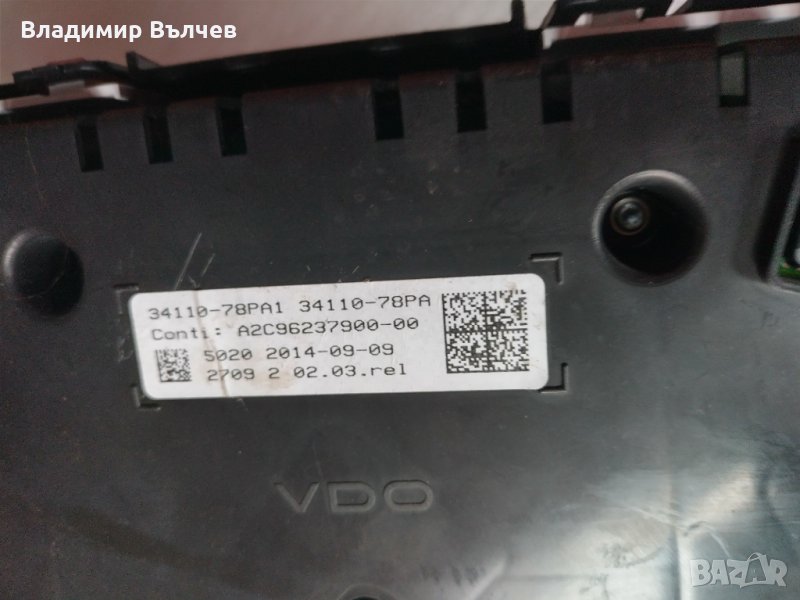 Владимир Вълчев
34110-78PA1 34110-78PA
Conti: A2C96237900-00
5020 2014-09-09
2709 2 02.03.rel
VDO
BAZAR